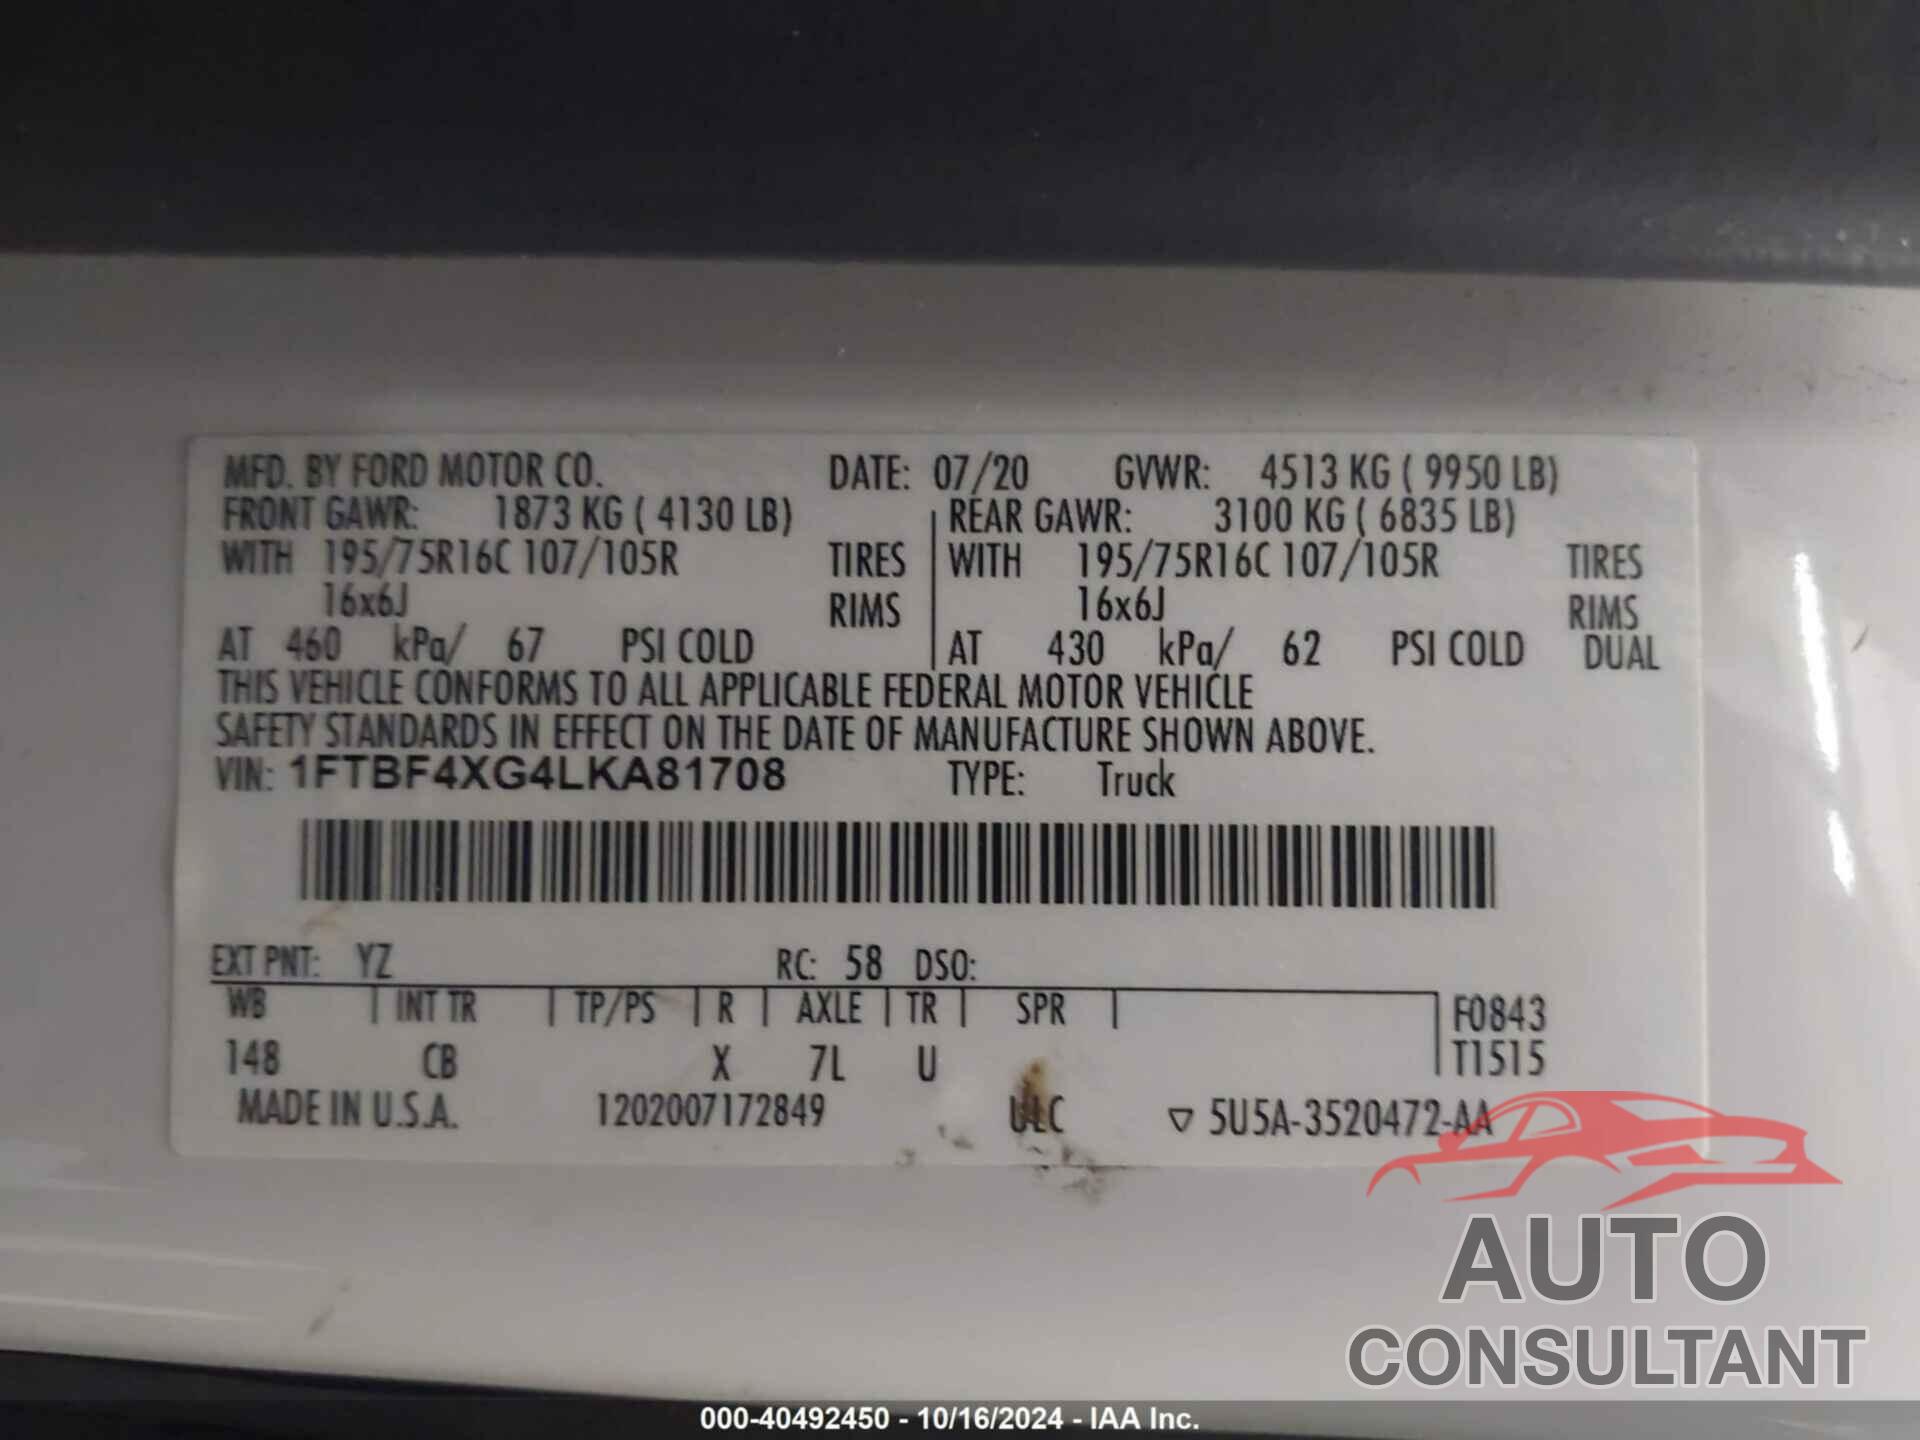 MFD. BY FORD MOTOR CO. DATE: 07/20 GVWR: 4513 KG ( 9950 LB)
FRONT GAWR: 1873 KG ( 4130 LB) REAR GAWR: 3100 KG ( 6835 LB)
WITH 195/75R16C 107/105R TIRES WITH 195/75R16C 107/105R TIRES
16x6J RIMS 16x6J RIMS
AT 460 kPa/ 67 PSI COLD AT 430 kPa/ 62 PSI COLD DUAL
THIS VEHICLE CONFORMS TO ALL APPLICABLE FEDERAL MOTOR VEHICLE
SAFETY STANDARDS IN EFFECT ON THE DATE OF MANUFACTURE SHOWN ABOVE.
VIN: 1FTBF4XG4LKA81708 TYPE: Truck
EXT PNT: YZ RC: 58 DSO:
WB INT TR TP/PS R AXLE TR SPR F0843
148 CB X 7L U T1515
MADE IN U.S.A. 1202007172849 ULC ▽ 5U5A-3520472-AA
AUTO
CONSULTANT
000-40492450 - 10/16/2024 - IAA Inc.